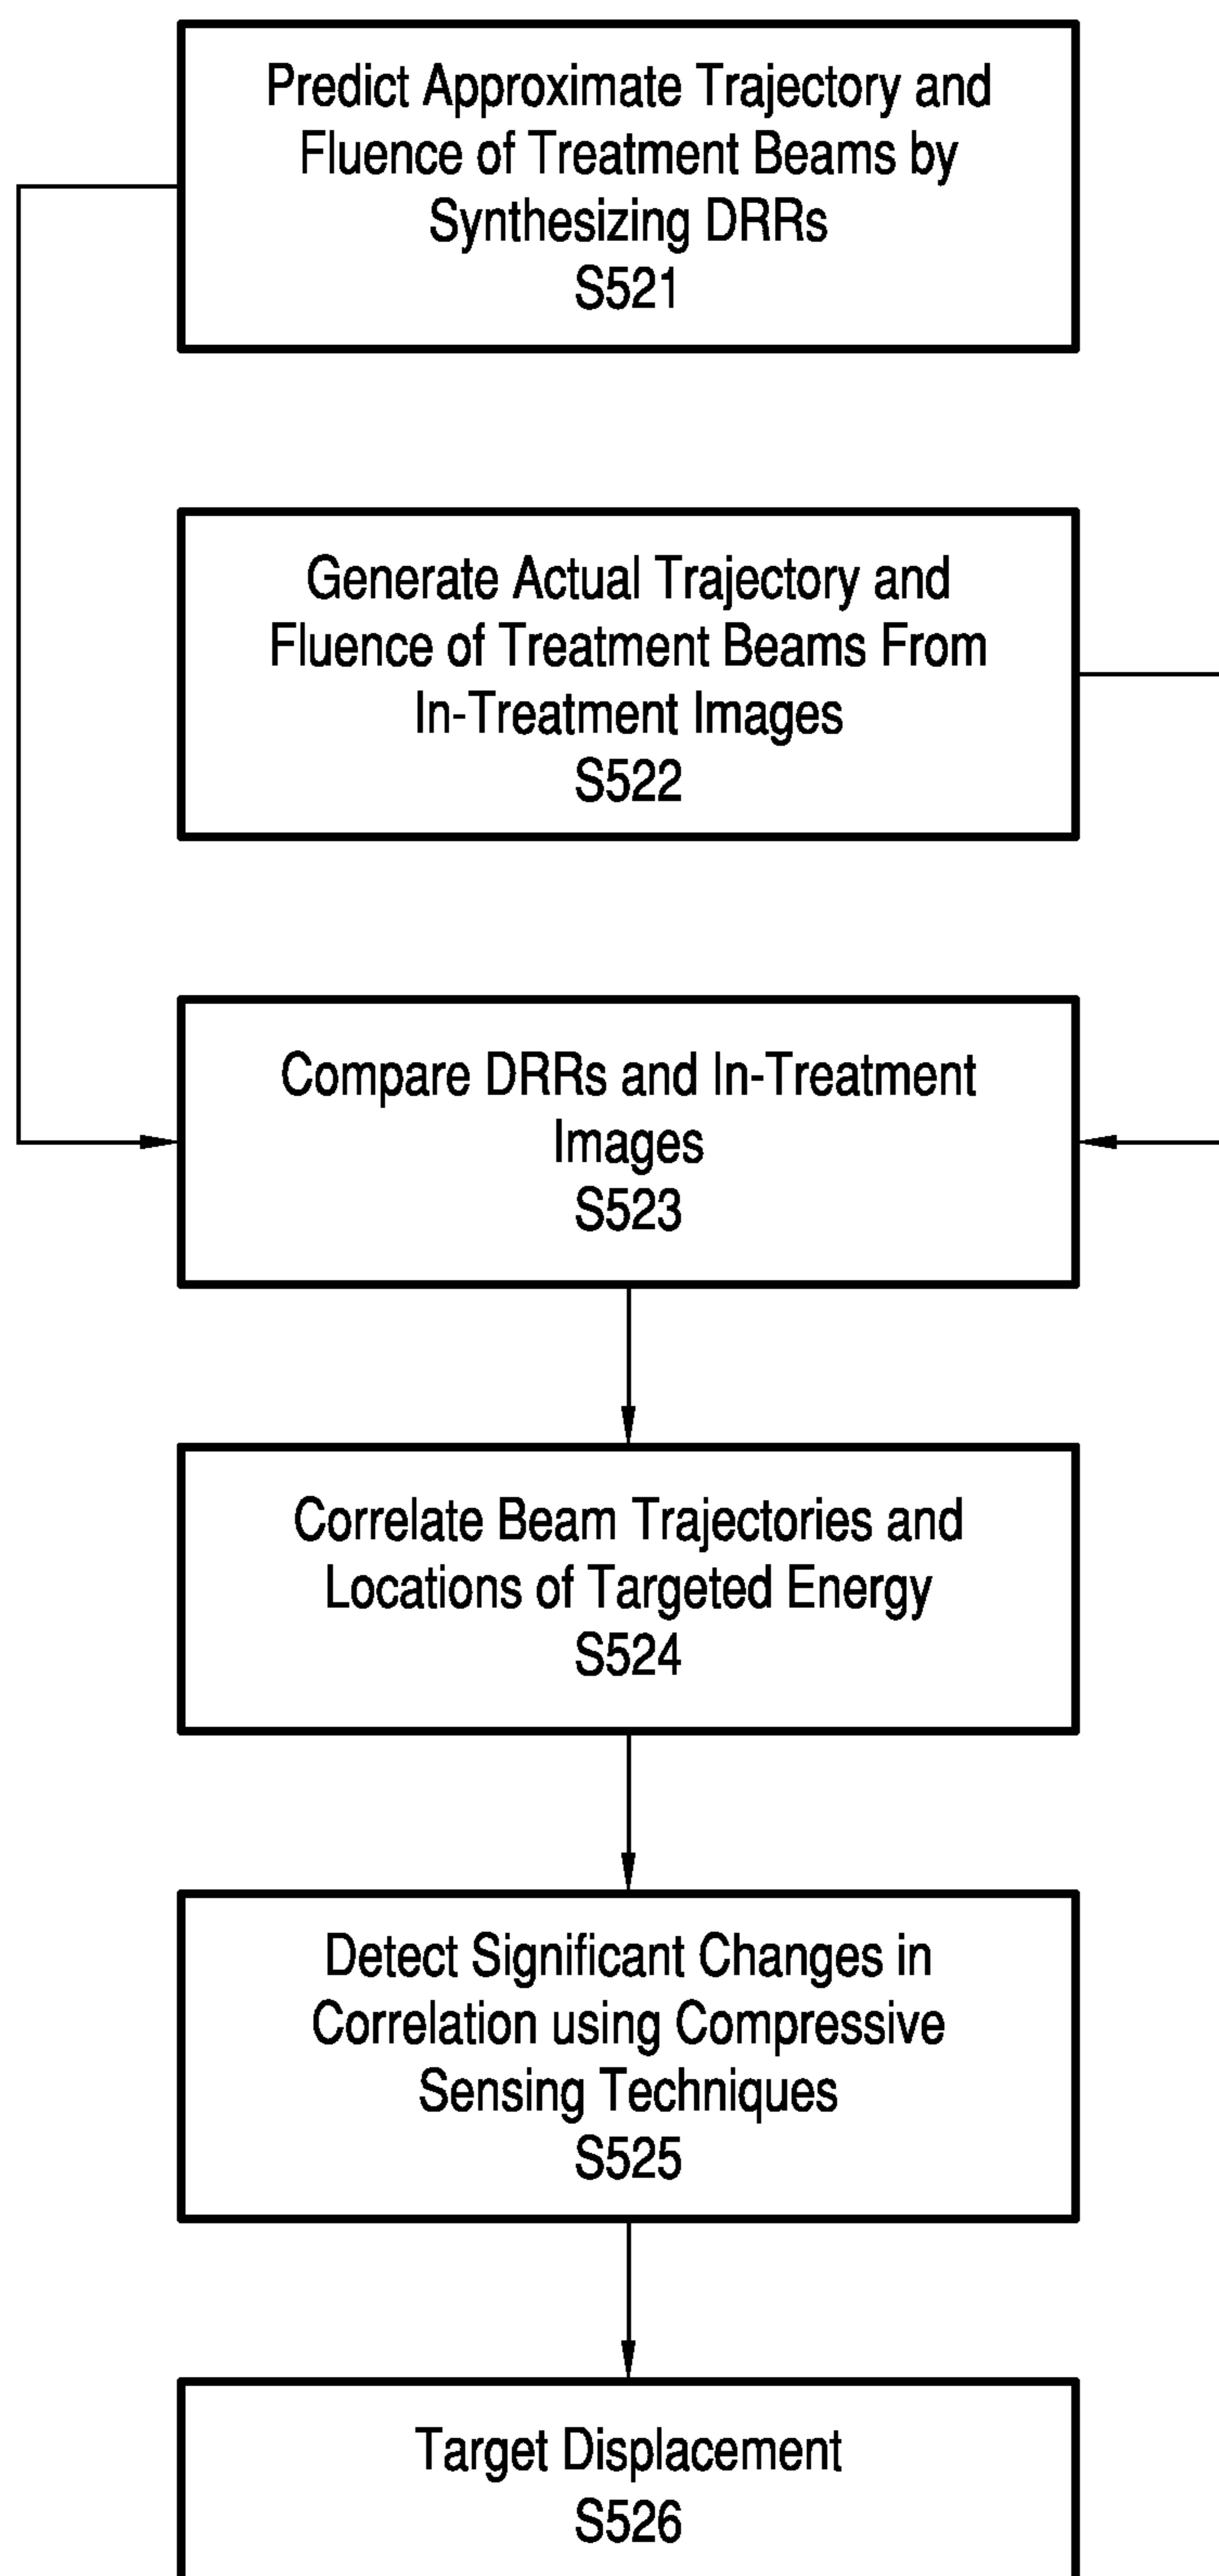 Predict Approximate Trajectory and
Fluence of Treatment Beams by
Synthesizing DRRs
S521
Generate Actual Trajectory and
Fluence of Treatment Beams From
In-Treatment Images
S522
Compare DRRs and In-Treatment
Images
S523
Correlate Beam Trajectories and
Locations of Targeted Energy
S524
Detect Significant Changes in
Correlation using Compressive
Sensing Techniques
S525
Target Displacement
S526